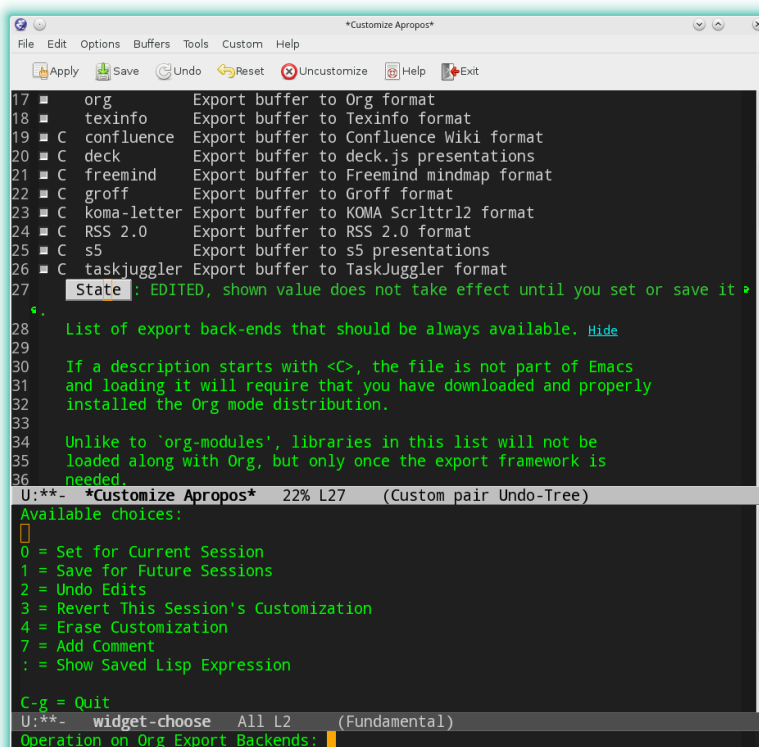 *Customize Apropos*
File Edit Options Buffers Tools Custom Help
Apply Save Undo Reset Uncustomize Help Exit
17 org Export buffer to Org format
18 texinfo Export buffer to Texinfo format
19 C confluence Export buffer to Confluence Wiki format
20 C deck Export buffer to deck.js presentations
21 C freemind Export buffer to Freemind mindmap format
22 C groff Export buffer to Groff format
23 C koma-letter Export buffer to KOMA Scrlttrl2 format
24 C RSS 2.0 Export buffer to RSS 2.0 format
25 C s5 Export buffer to s5 presentations
26 C taskjuggler Export buffer to TaskJuggler format
27 State : EDITED, shown value does not take effect until you set or save it
.
28 List of export back-ends that should be always available. Hide
29
30 If a description starts with <C>, the file is not part of Emacs
31 and loading it will require that you have downloaded and properly
32 installed the Org mode distribution.
33
34 Unlike to `org-modules', libraries in this list will not be
35 loaded along with Org, but only once the export framework is
36 needed.
U:**- *Customize Apropos* 22% L27 (Custom pair Undo-Tree)
Available choices:
0 = Set for Current Session
1 = Save for Future Sessions
2 = Undo Edits
3 = Revert This Session's Customization
4 = Erase Customization
7 = Add Comment
: = Show Saved Lisp Expression
C-g = Quit
U:**- widget-choose All L2 (Fundamental)
Operation on Org Export Backends: